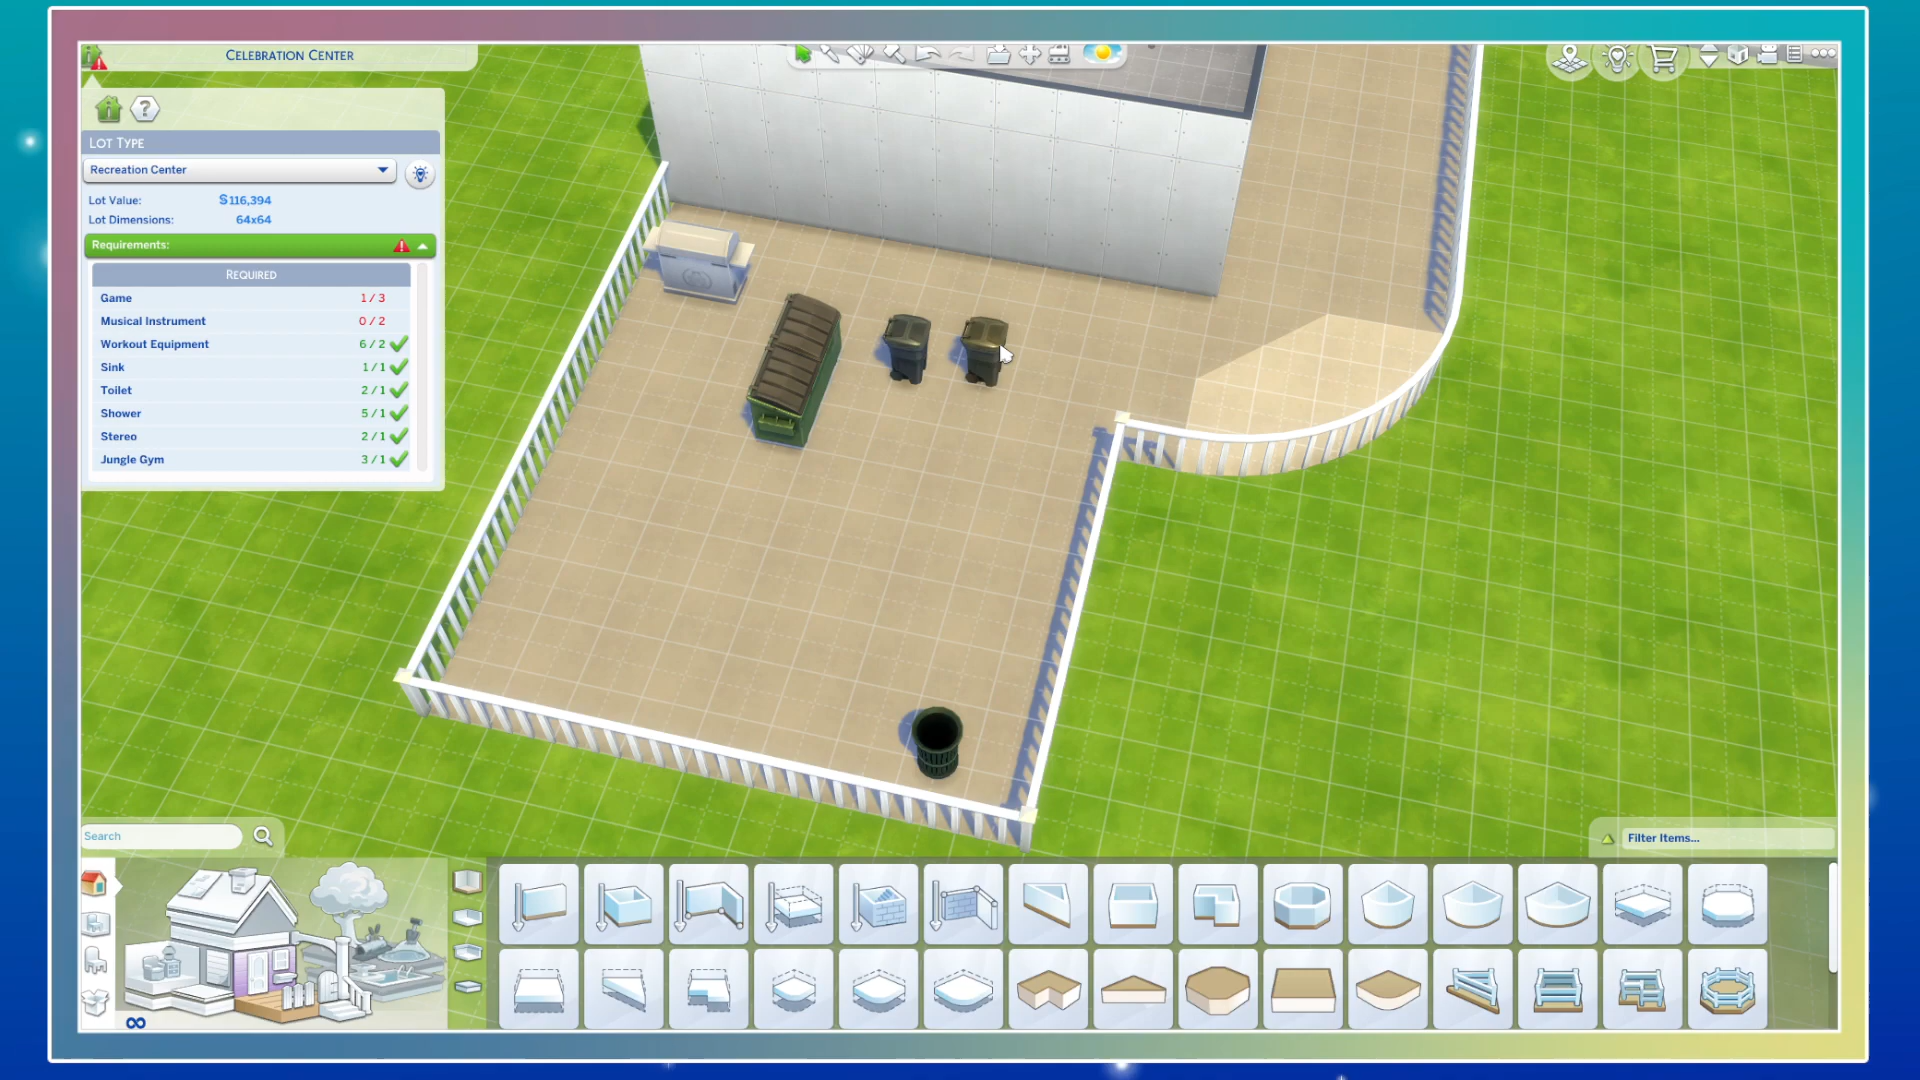 CELEBRATION CENTER
?
LOT TYPE
Recreation Center
Lot Value: $116,394
Lot Dimensions: 64x64
Requirements:
REQUIRED
Game 1 / 3
Musical Instrument 0 / 2
Workout Equipment 6 / 2
Sink 1 / 1
Toilet 2 / 1
Shower 5 / 1
Stereo 2 / 1
Jungle Gym 3 / 1
Search
Filter Items...